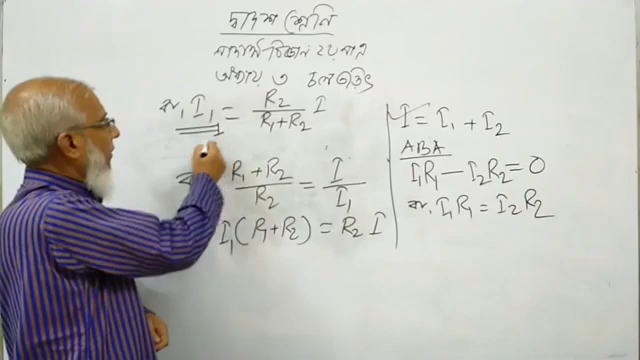 দ্বাদশ শ্রেণি
পদার্থবিজ্ঞান ২য় পত্র
অধ্যায় ৩ চলতড়িৎ
বা, I₁ = R₂/(R₁+R₂) I
বা, (R₁+R₂)/R₂ = I/I₁
I₁(R₁+R₂) = R₂ I
I = I₁ + I₂
ABA
I₁R₁ − I₂R₂ = 0
বা, I₁R₁ = I₂R₂